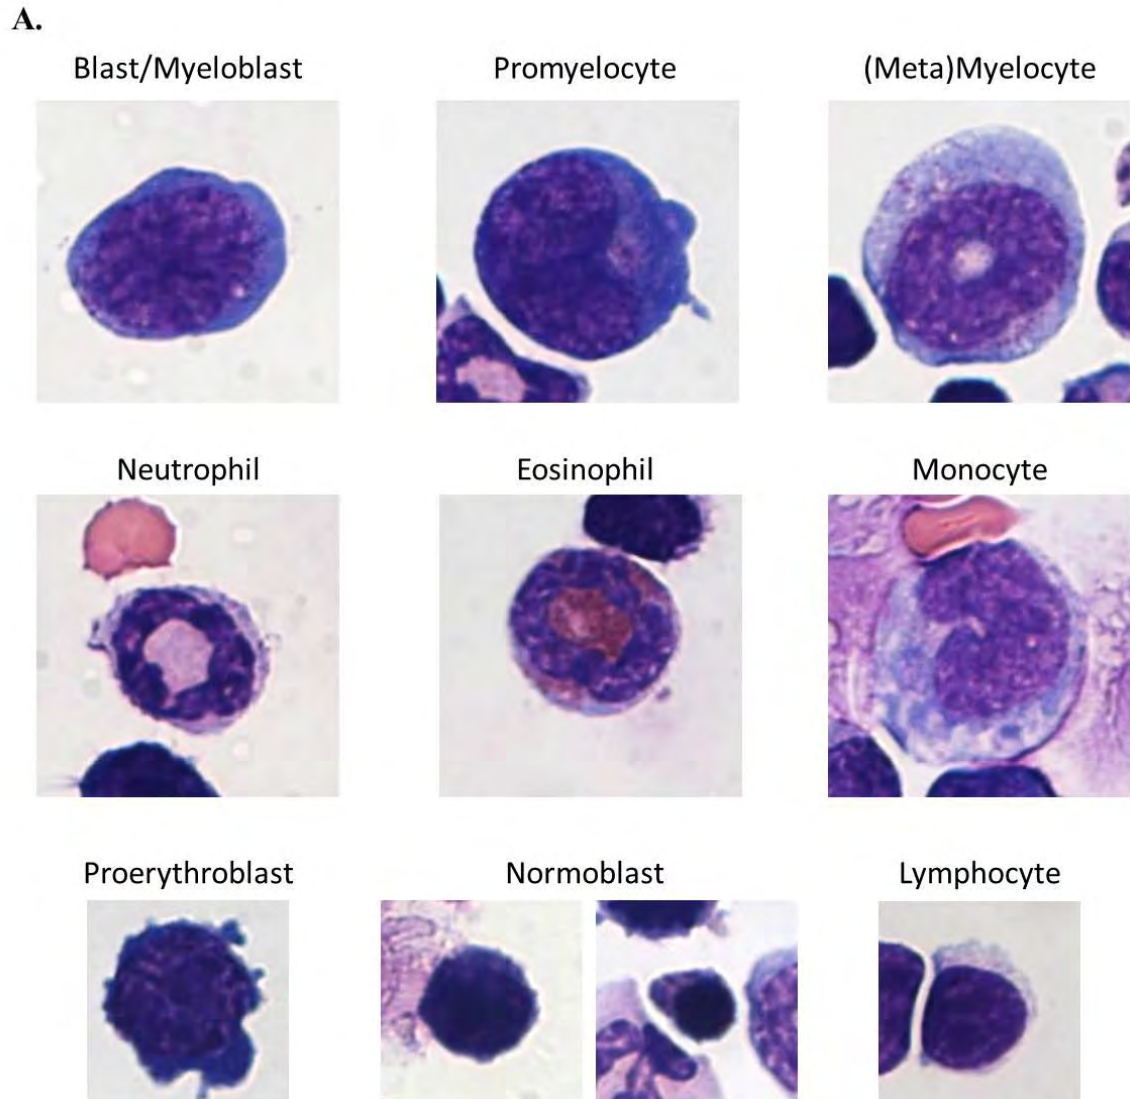 A.
Blast/Myeloblast
Promyelocyte
(Meta)Myelocyte
Neutrophil
Eosinophil
Monocyte
Proerythroblast
Normoblast
Lymphocyte